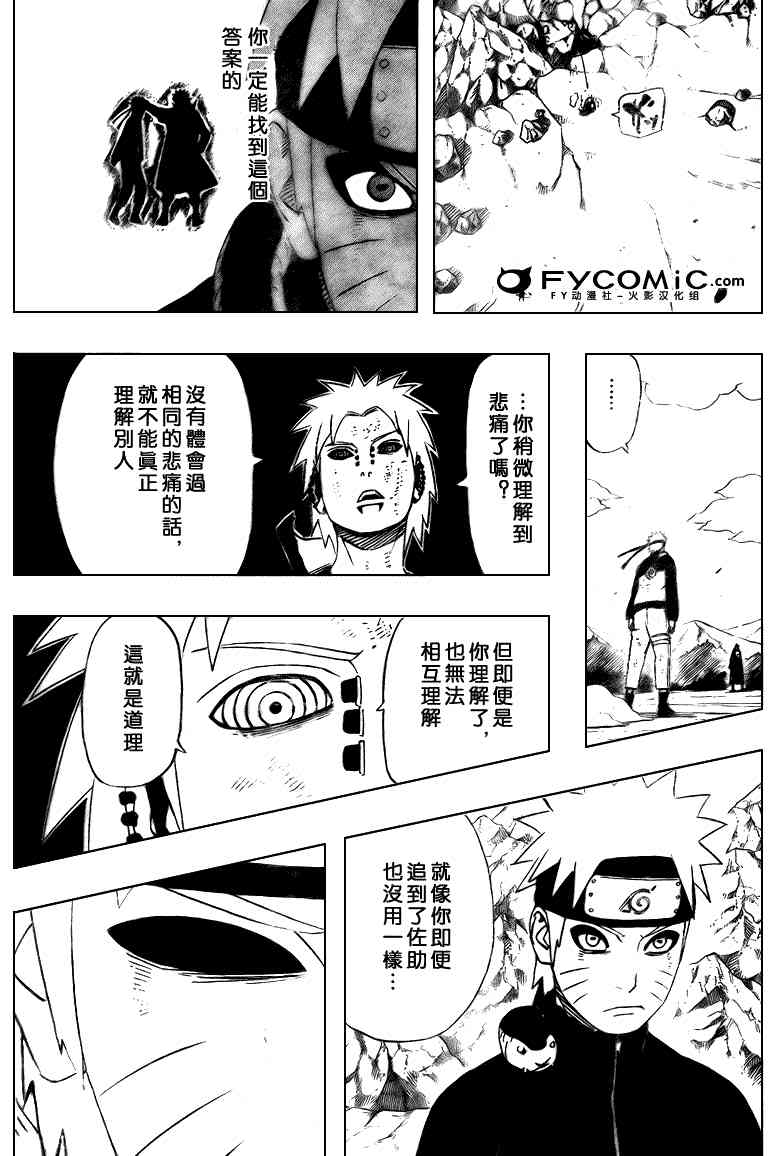 你一定能找到這個
答案的
FYCOMIC.com
FY动漫社-火影汉化组
……
…你稍微理解到
悲痛了嗎?
沒有體會過
相同的悲痛的話,
就不能眞正
理解別人
但即便是
你理解了,
也無法
相互理解
這就是道理
就像你即便
追到了佐助
也沒用一樣…